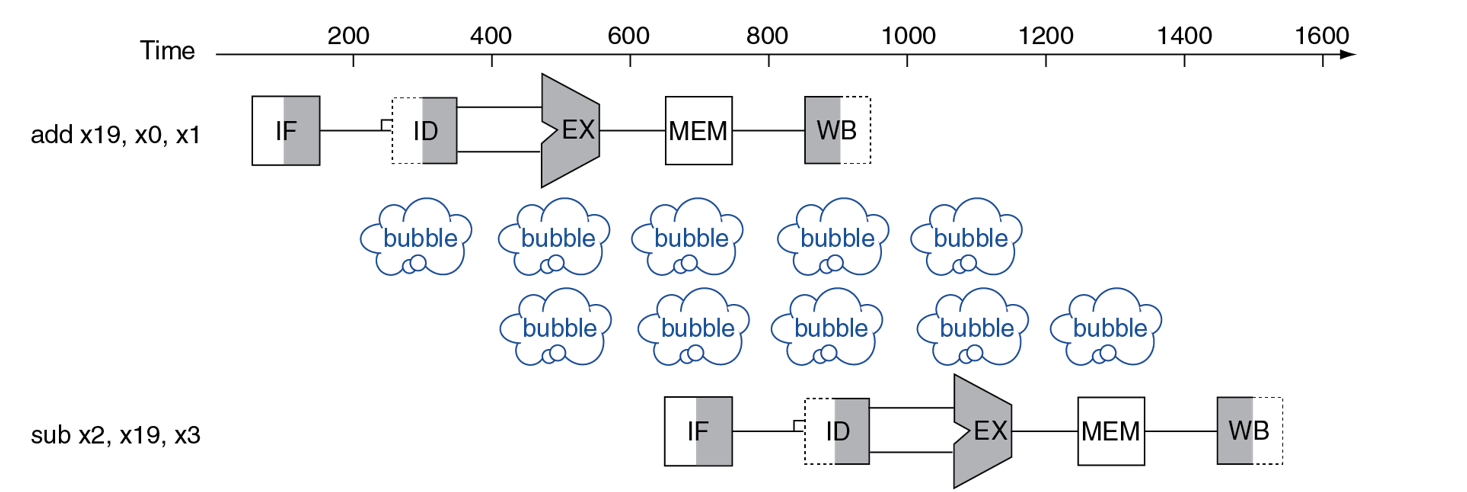 200 400 600 800 1000 1200 1400 1600
Time
add x19, x0, x1 IF ID EX MEM WB
bubble bubble bubble bubble bubble
bubble bubble bubble bubble bubble
sub x2, x19, x3 IF ID EX MEM WB